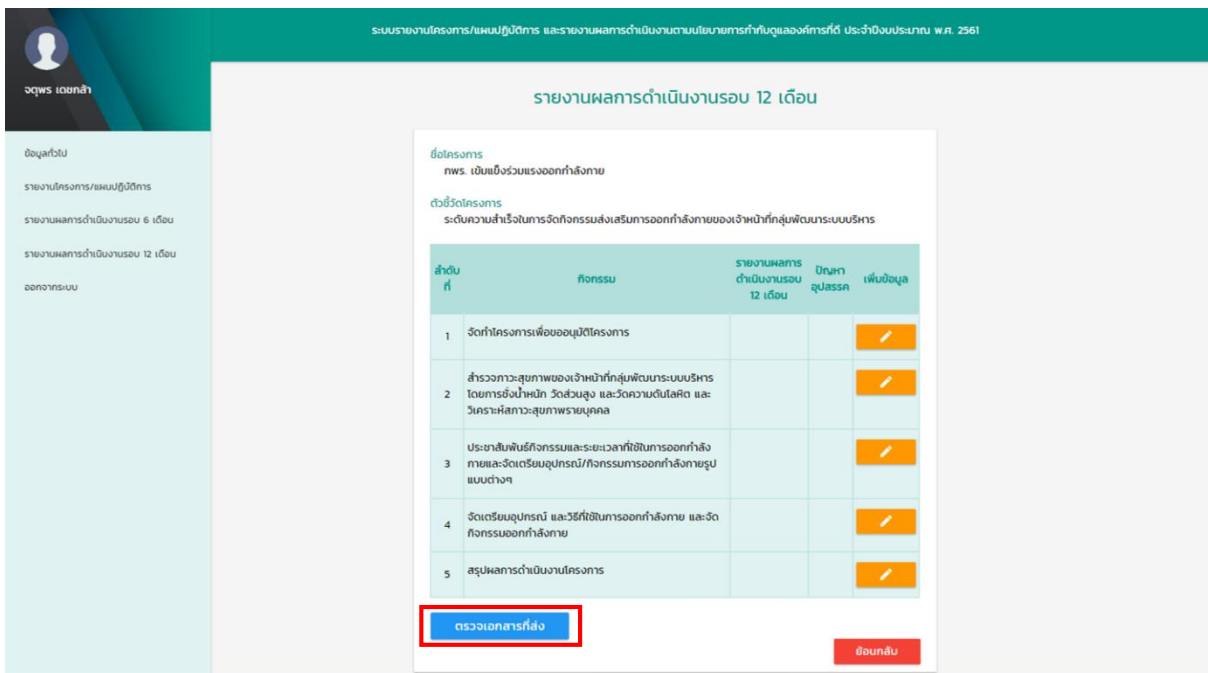 ระบบรายงานโครงการ/แผนปฏิบัติการ และรายงานผลการดำเนินงานตามนโยบายการกำกับดูแลองค์การที่ดี ประจำปีงบประมาณ พ.ศ. 2561
จตุพร เดชกล้า
ข้อมูลทั่วไป
รายงานโครงการ/แผนปฏิบัติการ
รายงานผลการดำเนินงานรอบ 6 เดือน
รายงานผลการดำเนินงานรอบ 12 เดือน
ออกจากระบบ
รายงานผลการดำเนินงานรอบ 12 เดือน
ชื่อโครงการ
กพร. เข้มแข็งร่วมแรงออกกำลังกาย
ตัวชี้วัดโครงการ
ระดับความสำเร็จในการจัดกิจกรรมส่งเสริมการออกกำลังกายของเจ้าหน้าที่กลุ่มพัฒนาระบบบริหาร
ลำดับ
ที่
กิจกรรม
รายงานผลการ
ดำเนินงานรอบ
12 เดือน
ปัญหา
อุปสรรค
เพิ่มข้อมูล
1 จัดทำโครงการเพื่อขออนุมัติโครงการ
สำรวจภาวะสุขภาพของเจ้าหน้าที่กลุ่มพัฒนาระบบบริหาร
2 โดยการชั่งน้ำหนัก วัดส่วนสูง และวัดความดันโลหิต และ
วิเคราะห์สภาวะสุขภาพรายบุคคล
ประชาสัมพันธ์กิจกรรมและระยะเวลาที่ใช้ในการออกกำลัง
3 กายและจัดเตรียมอุปกรณ์/กิจกรรมการออกกำลังกายรูป
แบบต่างๆ
4 จัดเตรียมอุปกรณ์ และวิธีที่ใช้ในการออกกำลังกาย และจัด
กิจกรรมออกกำลังกาย
5 สรุปผลการดำเนินงานโครงการ
ตรวจเอกสารที่ส่ง
ย้อนกลับ